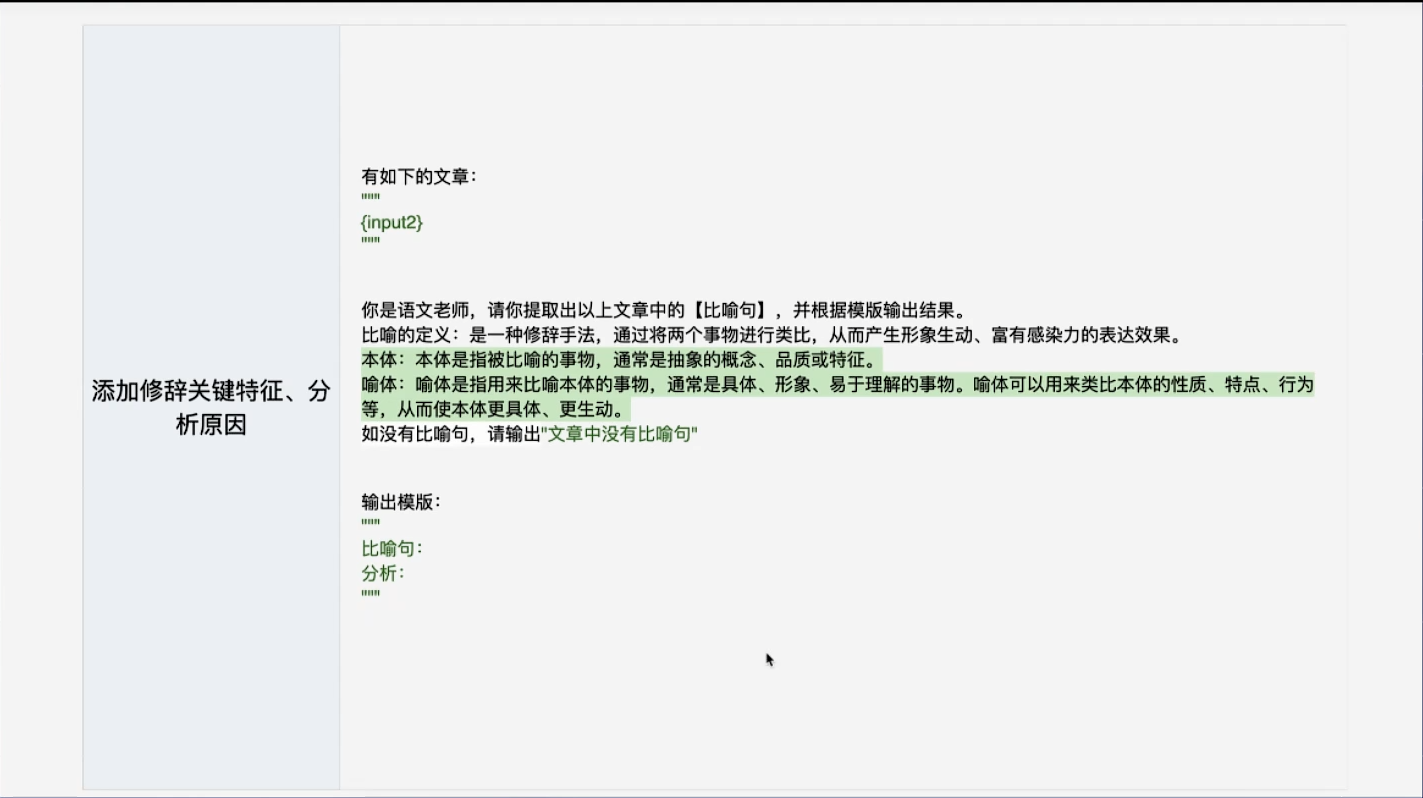 添加修辞关键特征、分
析原因
有如下的文章：
"""
{input2}
"""
你是语文老师，请你提取出以上文章中的【比喻句】，并根据模版输出结果。
比喻的定义：是一种修辞手法，通过将两个事物进行类比，从而产生形象生动、富有感染力的表达效果。
本体：本体是指被比喻的事物，通常是抽象的概念、品质或特征。
喻体：喻体是指用来比喻本体的事物，通常是具体、形象、易于理解的事物。喻体可以用来类比本体的性质、特点、行为
等，从而使本体更具体、更生动。
如没有比喻句，请输出"文章中没有比喻句"
输出模版：
"""
比喻句：
分析：
"""